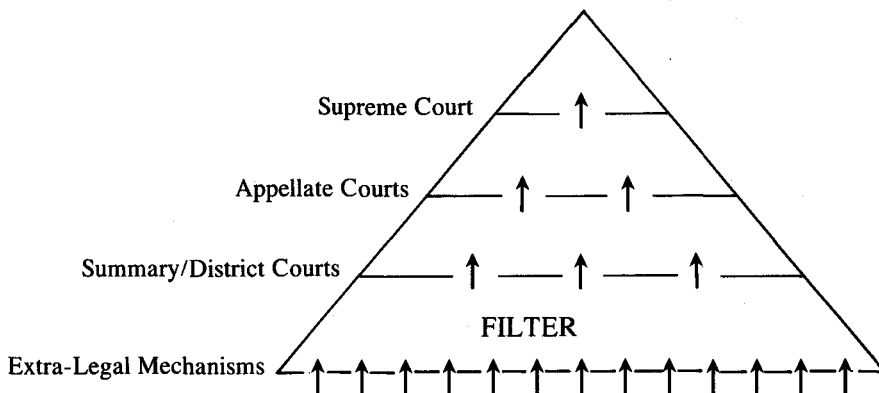 Supreme Court
Appellate Courts
Summary/District Courts
FILTER
Extra-Legal Mechanisms